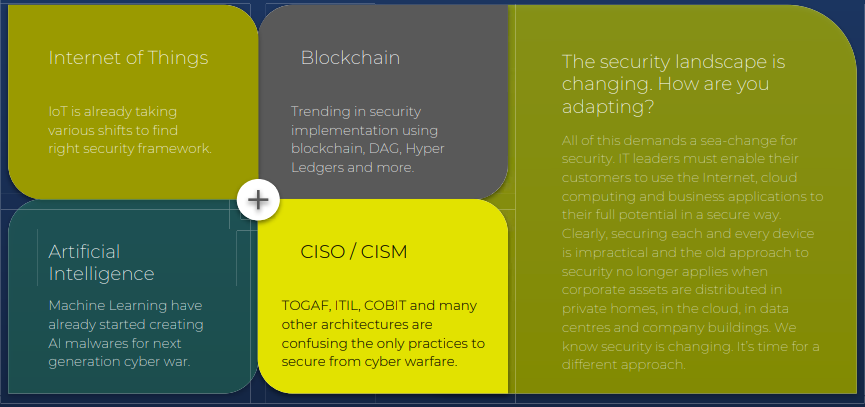 Internet of Things
IoT is already taking
various shifts to find
right security framework.
Blockchain
Trending in security
implementation using
blockchain, DAG, Hyper
Ledgers and more.
Artificial
Intelligence
Machine Learning have
already started creating
AI malwares for next
generation cyber war.
CISO / CISM
TOGAF, ITIL, COBIT and many
other architectures are
confusing the only practices to
secure from cyber warfare.
The security landscape is
changing. How are you
adapting?
All of this demands a sea-change for
security. IT leaders must enable their
customers to use the Internet, cloud
computing and business applications to
their full potential in a secure way.
Clearly, securing each and every device
is impractical and the old approach to
security no longer applies when
corporate assets are distributed in
private homes, in the cloud, in data
centres and company buildings. We
know security is changing. It's time for a
different approach.